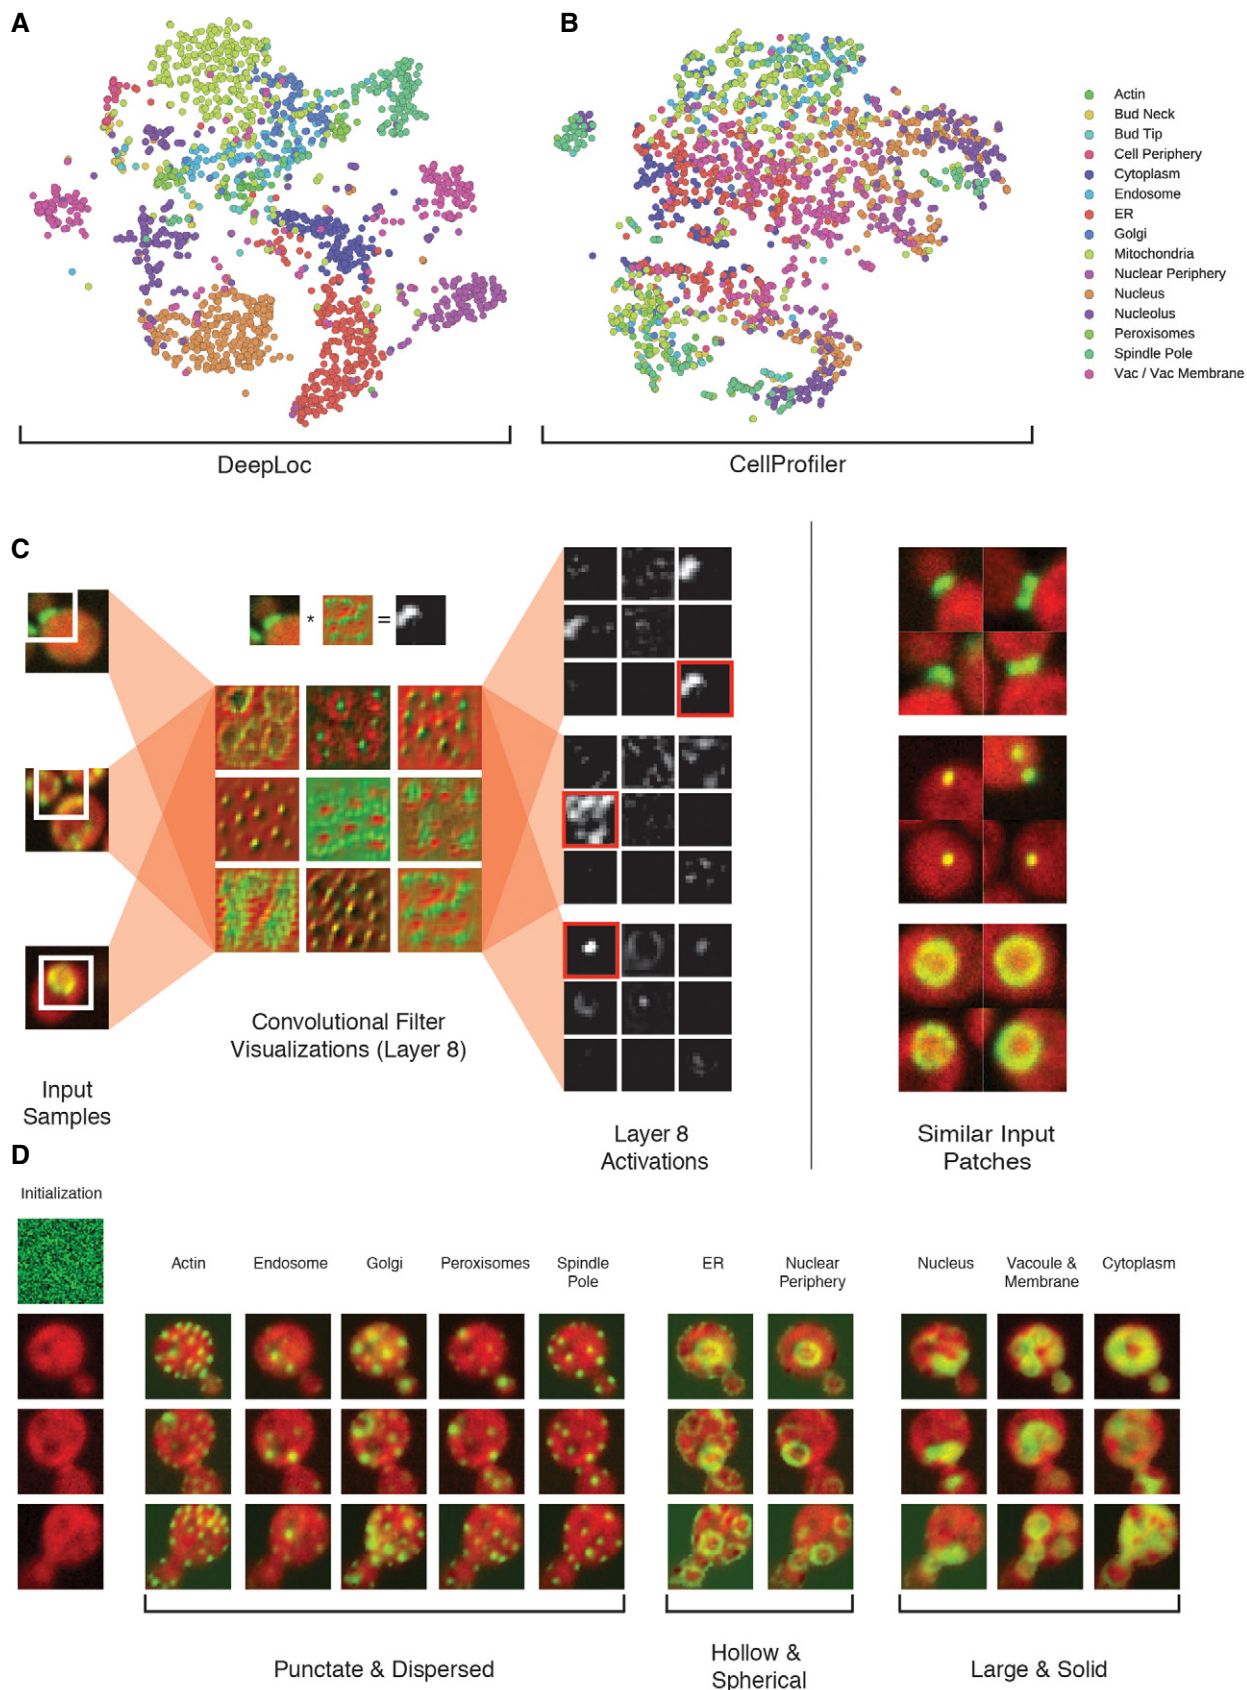 A
B
Actin
Bud Neck
Bud Tip
Cell Periphery
Cytoplasm
Endosome
ER
Golgi
Mitochondria
Nuclear Periphery
Nucleus
Nucleolus
Peroxisomes
Spindle Pole
Vac / Vac Membrane
DeepLoc
CellProfiler
C
* =
Convolutional Filter
Visualizations (Layer 8)
Input
Samples
Layer 8
Activations
Similar Input
Patches
D
Initialization
Actin
Endosome
Golgi
Peroxisomes
Spindle
Pole
ER
Nuclear
Periphery
Nucleus
Vacoule &
Membrane
Cytoplasm
Punctate & Dispersed
Hollow &
Spherical
Large & Solid